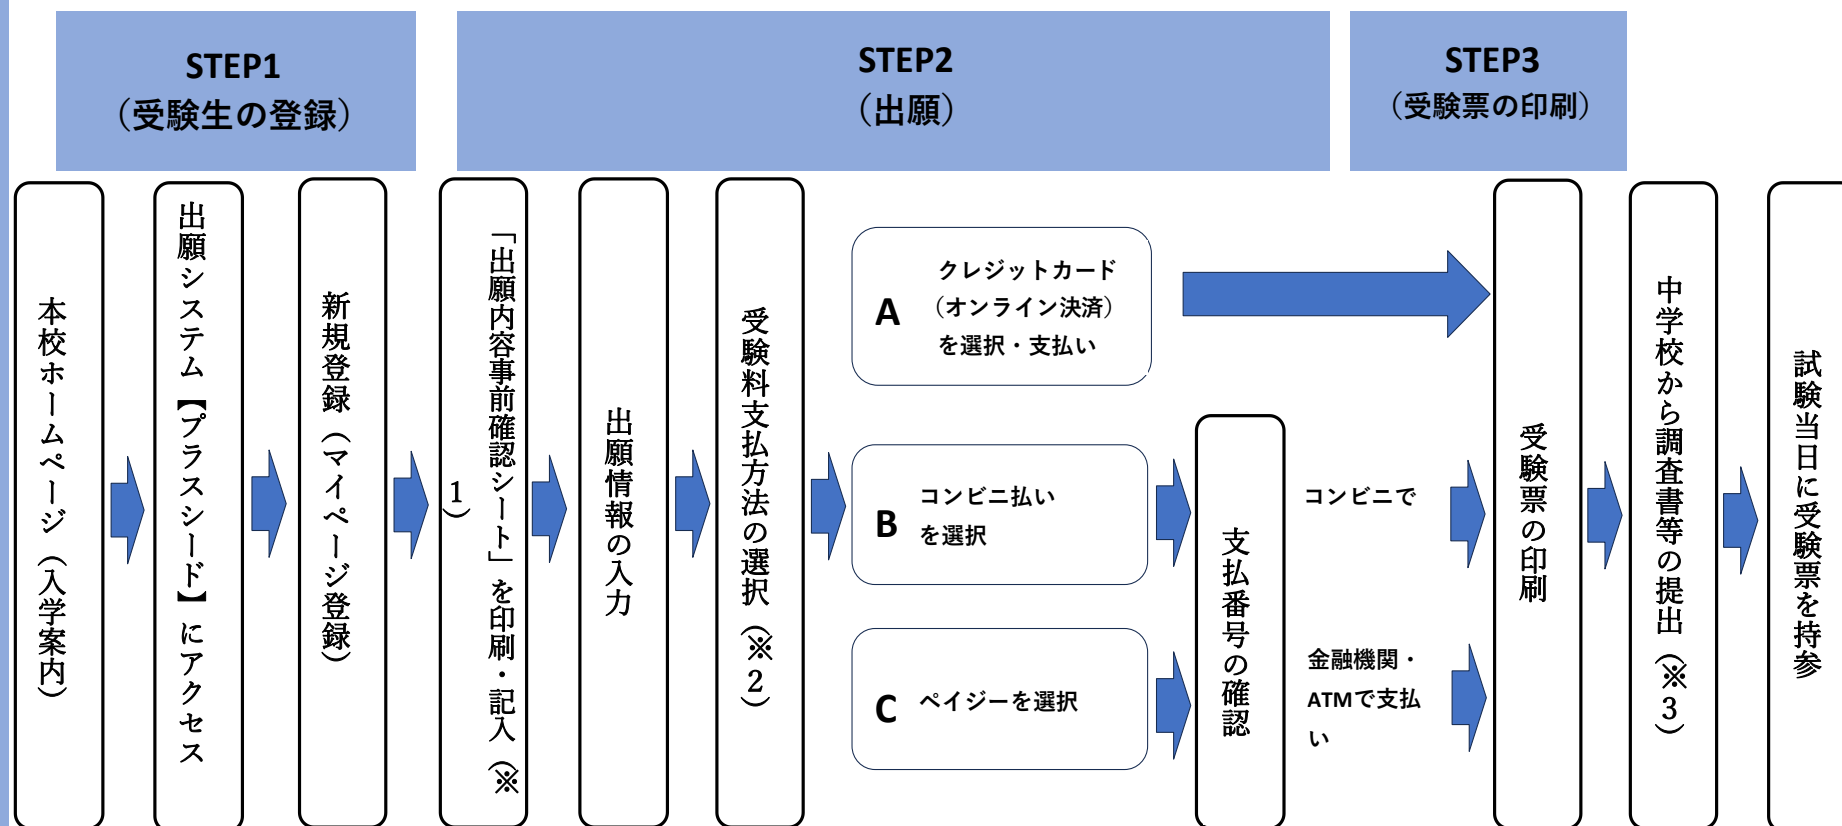 STEP1
（受験生の登録）
STEP2
（出願）
STEP3
（受験票の印刷）
本校ホームページ（入学案内）
出願システム【プラスシード】にアクセス
新規登録（マイページ登録）
「出願内容事前確認シート」を印刷・記入（※
1）
出願情報の入力
受験料支払方法の選択（※2）
A
クレジットカード
（オンライン決済）
を選択・支払い
B
コンビニ払い
を選択
C
ペイジーを選択
支払番号の確認
コンビニで
金融機関・
ATMで支払
い
受験票の印刷
中学校から調査書等の提出（※3）
試験当日に受験票を持参